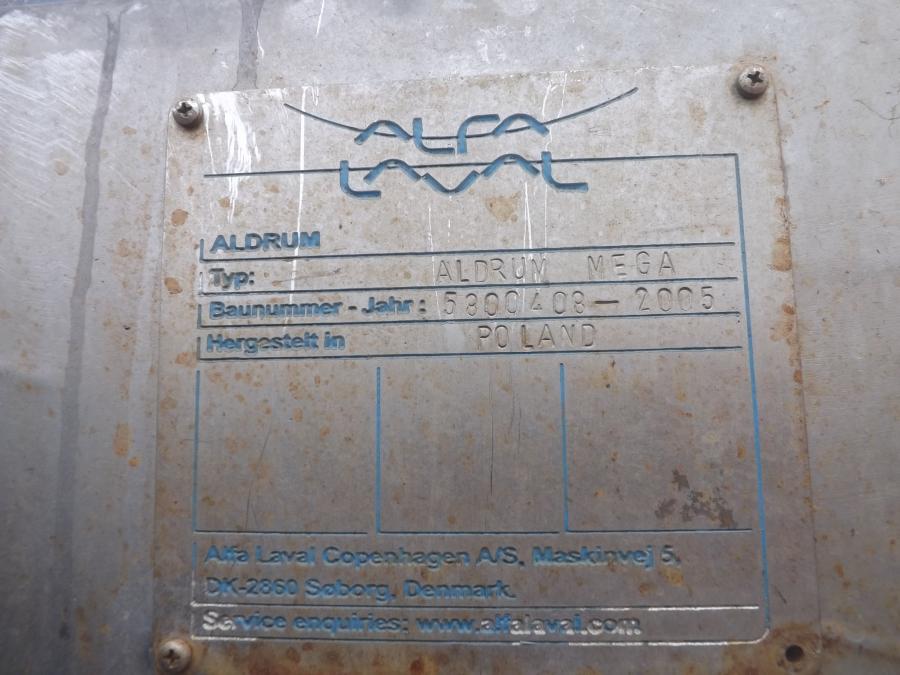 ALFA
LAVAL
ALDRUM
Typ: ALDRUM MEGA
Baunummer - Jahr: 5800408-2005
Hergestelt in POLAND
Alfa Laval Copenhagen A/S, Maskinvej 5,
DK-2860 Søborg, Denmark.
Service enquiries: www.alfalaval.com